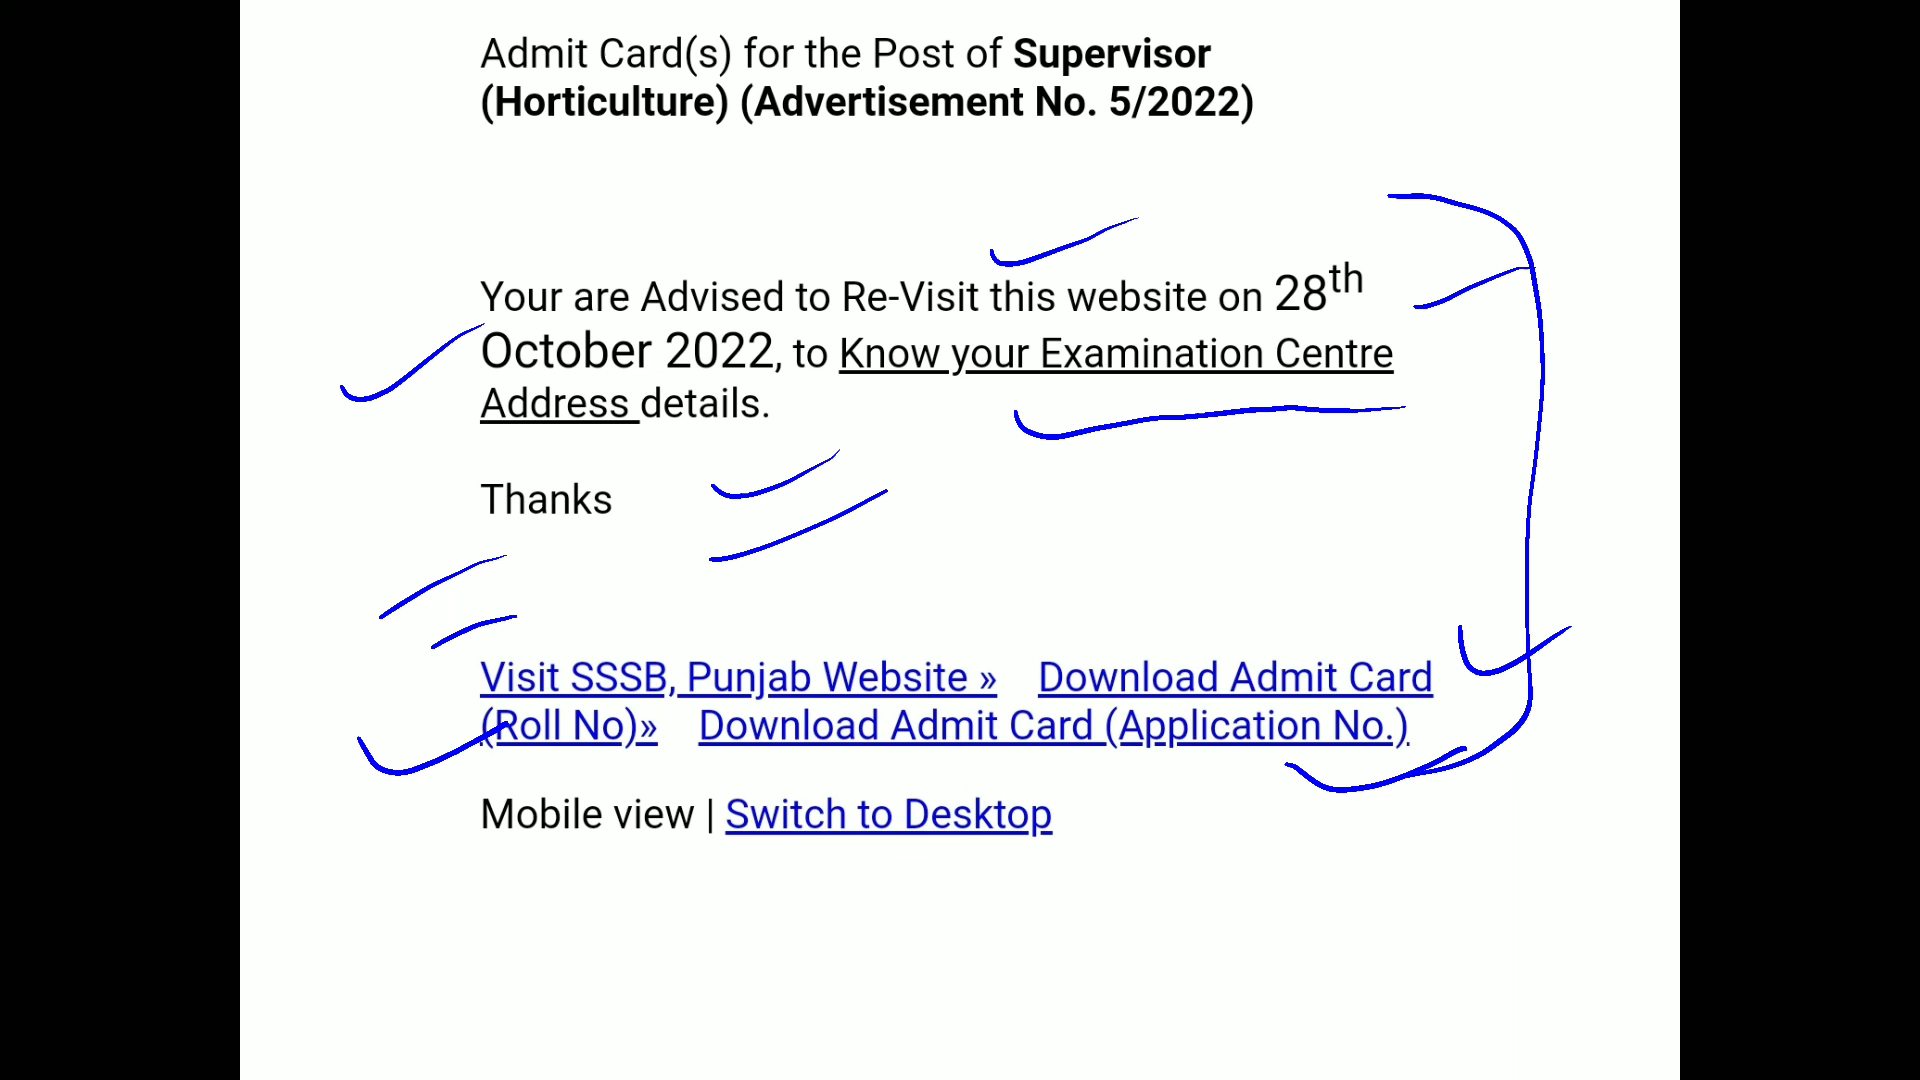 Admit Card(s) for the Post of Supervisor
(Horticulture) (Advertisement No. 5/2022)
Your are Advised to Re-Visit this website on 28th
October 2022, to Know your Examination Centre
Address details.
Thanks
Visit SSSB, Punjab Website » Download Admit Card
(Roll No)» Download Admit Card (Application No.)
Mobile view | Switch to Desktop